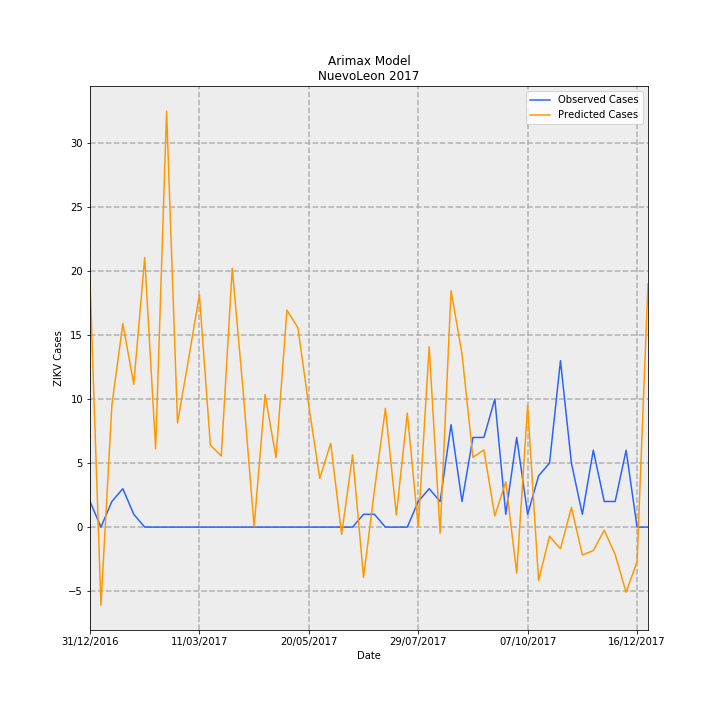 Arimax Model
NuevoLeon 2017
Observed Cases
Predicted Cases
ZIKV Cases
30
25
20
15
10
5
0
−5
31/12/2016
11/03/2017
20/05/2017
29/07/2017
07/10/2017
16/12/2017
Date